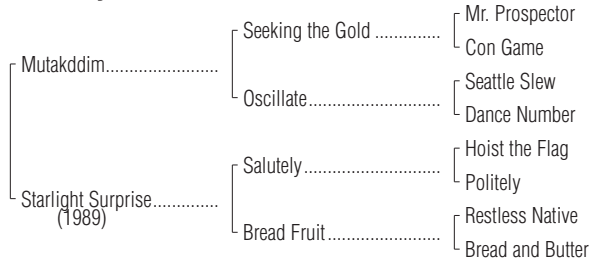 Mr. Prospector
Seeking the Gold ..............
Con Game
Mutakddim........................
Seattle Slew
Oscillate............................
Dance Number
Hoist the Flag
Salutely.............................
Politely
Starlight Surprise..............
(1989)
Restless Native
Bread Fruit........................
Bread and Butter